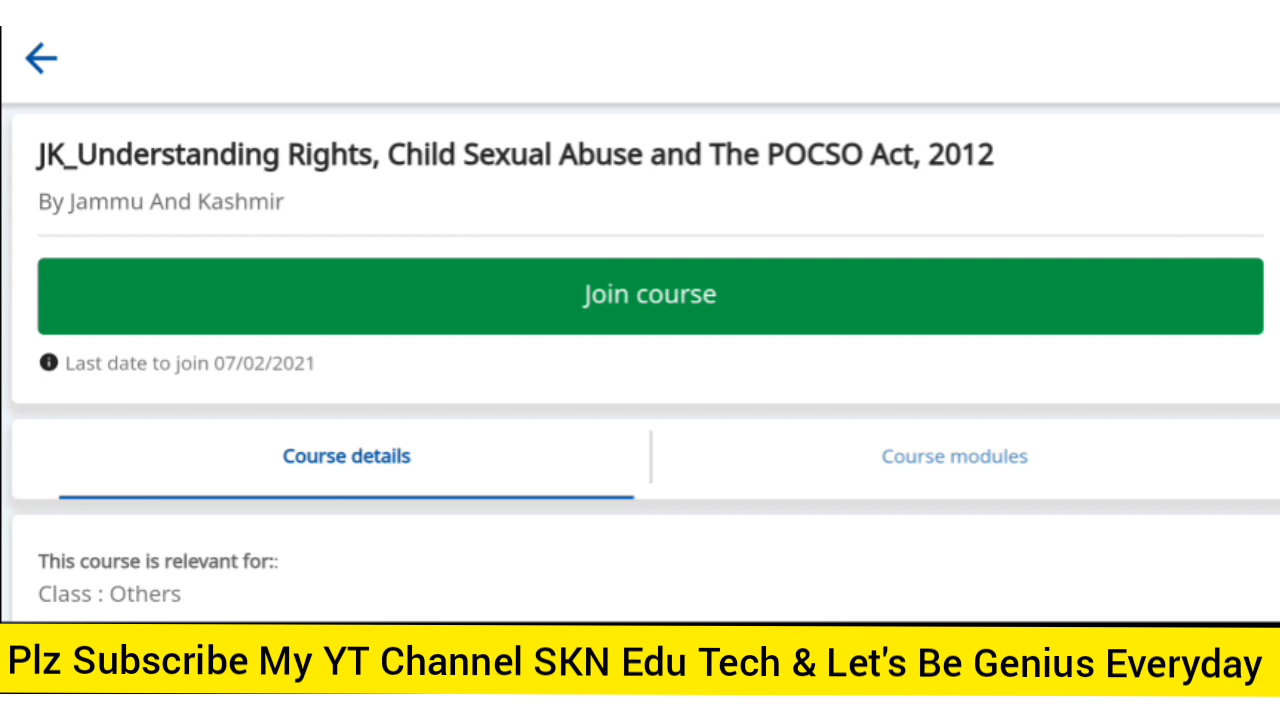 JK_Understanding Rights, Child Sexual Abuse and The POCSO Act, 2012
By Jammu And Kashmir
Join course
Last date to join 07/02/2021
Course details
Course modules
This course is relevant for::
Class : Others
Plz Subscribe My YT Channel SKN Edu Tech & Let's Be Genius Everyday